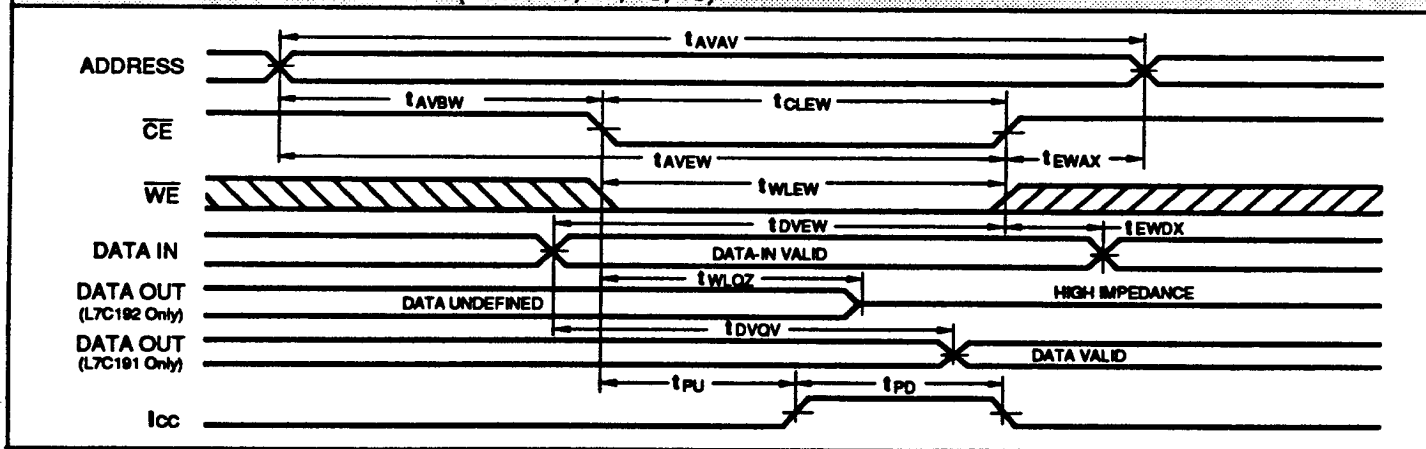 tAVAV
ADDRESS
tAVBW
tCLEW
CE
tAVEW
tEWAX
WE
tWLEW
tDVEW
tEWDX
DATA IN
DATA-IN VALID
tWLQZ
DATA OUT
(L7C192 Only)
DATA UNDEFINED
HIGH IMPEDANCE
tDVQV
DATA OUT
(L7C191 Only)
DATA VALID
tPU
tPD
ICC